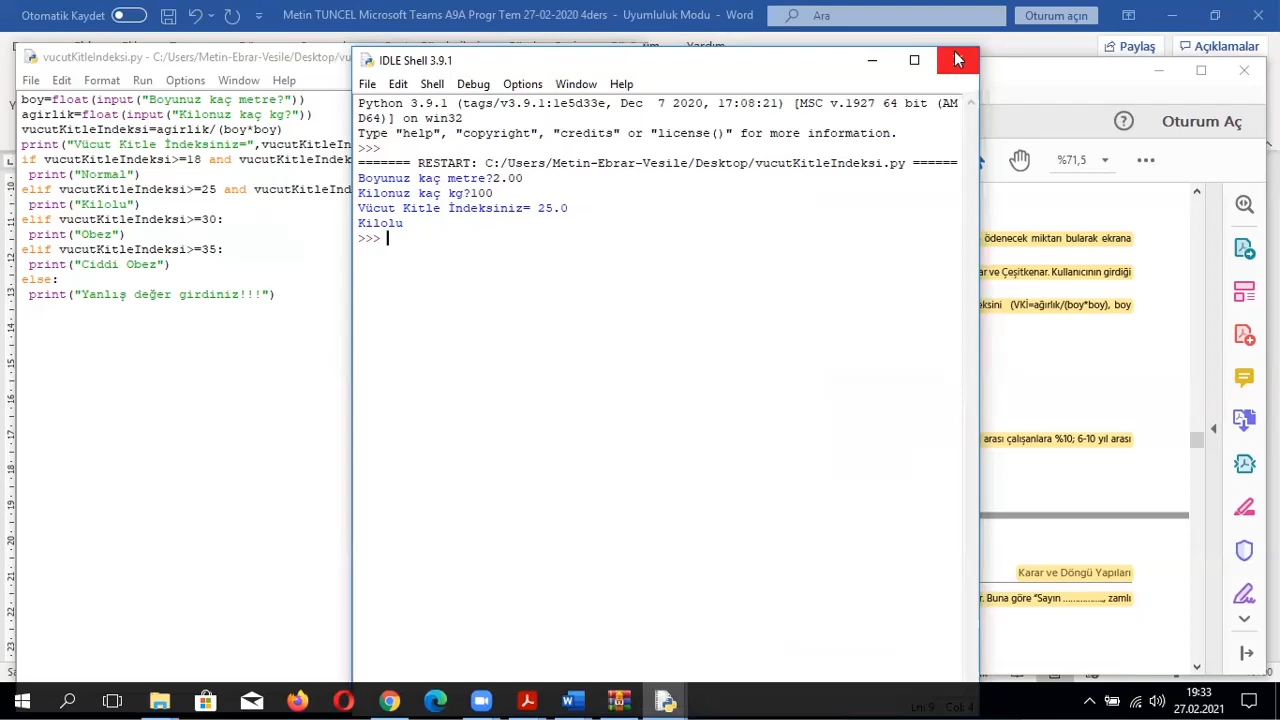 Otomatik Kaydet
Metin TUNCEL Microsoft Teams A9A Progr Tem 27-02-2020 4ders - Uyumluluk Modu - Word
Ara
Oturum açın
Paylaş
Açıklamalar
vucutKitleIndeksi.py - C:/Users/Metin-Ebrar-Vesile/Desktop/vu
File Edit Format Run Options Window Help
boy=float(input("Boyunuz kaç metre?"))
agirlik=float(input("Kilonuz kaç kg?"))
vucutKitleIndeksi=agirlik/(boy*boy)
print("Vücut Kitle İndeksiniz=",vucutKitleIn
if vucutKitleIndeksi>=18 and vucutKitleInde
print("Normal")
elif vucutKitleIndeksi>=25 and vucutKitleInd
print("Kilolu")
elif vucutKitleIndeksi>=30:
print("Obez")
elif vucutKitleIndeksi>=35:
print("Ciddi Obez")
else:
print("Yanlış değer girdiniz!!!")
IDLE Shell 3.9.1
File Edit Shell Debug Options Window Help
Python 3.9.1 (tags/v3.9.1:1e5d33e, Dec 7 2020, 17:08:21) [MSC v.1927 64 bit (AM
D64)] on win32
Type "help", "copyright", "credits" or "license()" for more information.
>>>
======= RESTART: C:/Users/Metin-Ebrar-Vesile/Desktop/vucutKitleIndeksi.py ======
Boyunuz kaç metre?2.00
Kilonuz kaç kg?100
Vücut Kitle İndeksiniz= 25.0
Kilolu
>>>
Ln: 9 Col: 4
Oturum Aç
%71,5
ödenecek miktarı bularak ekrana
ar ve Çeşitkenar. Kullanıcının girdiği
eksini (VKİ=ağırlık/(boy*boy), boy
arası çalışanlara %10; 6-10 yıl arası
Karar ve Döngü Yapıları
r. Buna göre "Sayın ..............., zamlı
19:33
27.02.2021